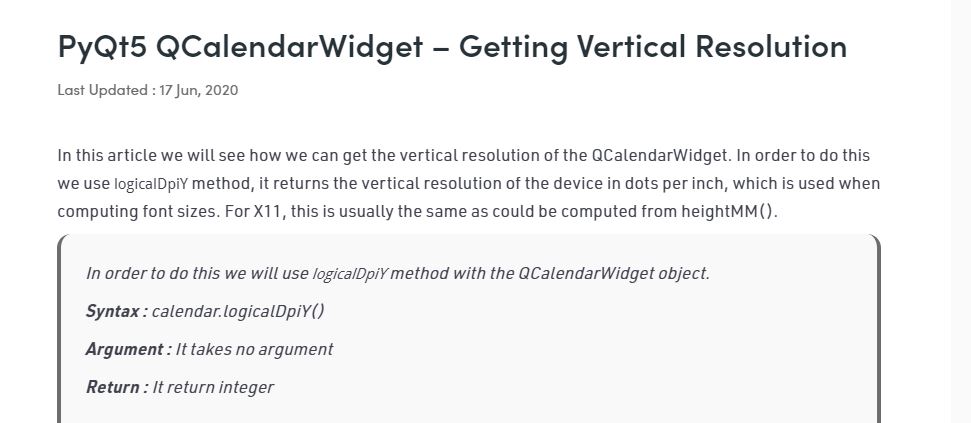 PyQt5 QCalendarWidget – Getting Vertical Resolution
Last Updated : 17 Jun, 2020
In this article we will see how we can get the vertical resolution of the QCalendarWidget. In order to do this
we use logicalDpiY method, it returns the vertical resolution of the device in dots per inch, which is used when
computing font sizes. For X11, this is usually the same as could be computed from heightMM().
In order to do this we will use logicalDpiY method with the QCalendarWidget object.
Syntax : calendar.logicalDpiY()
Argument : It takes no argument
Return : It return integer